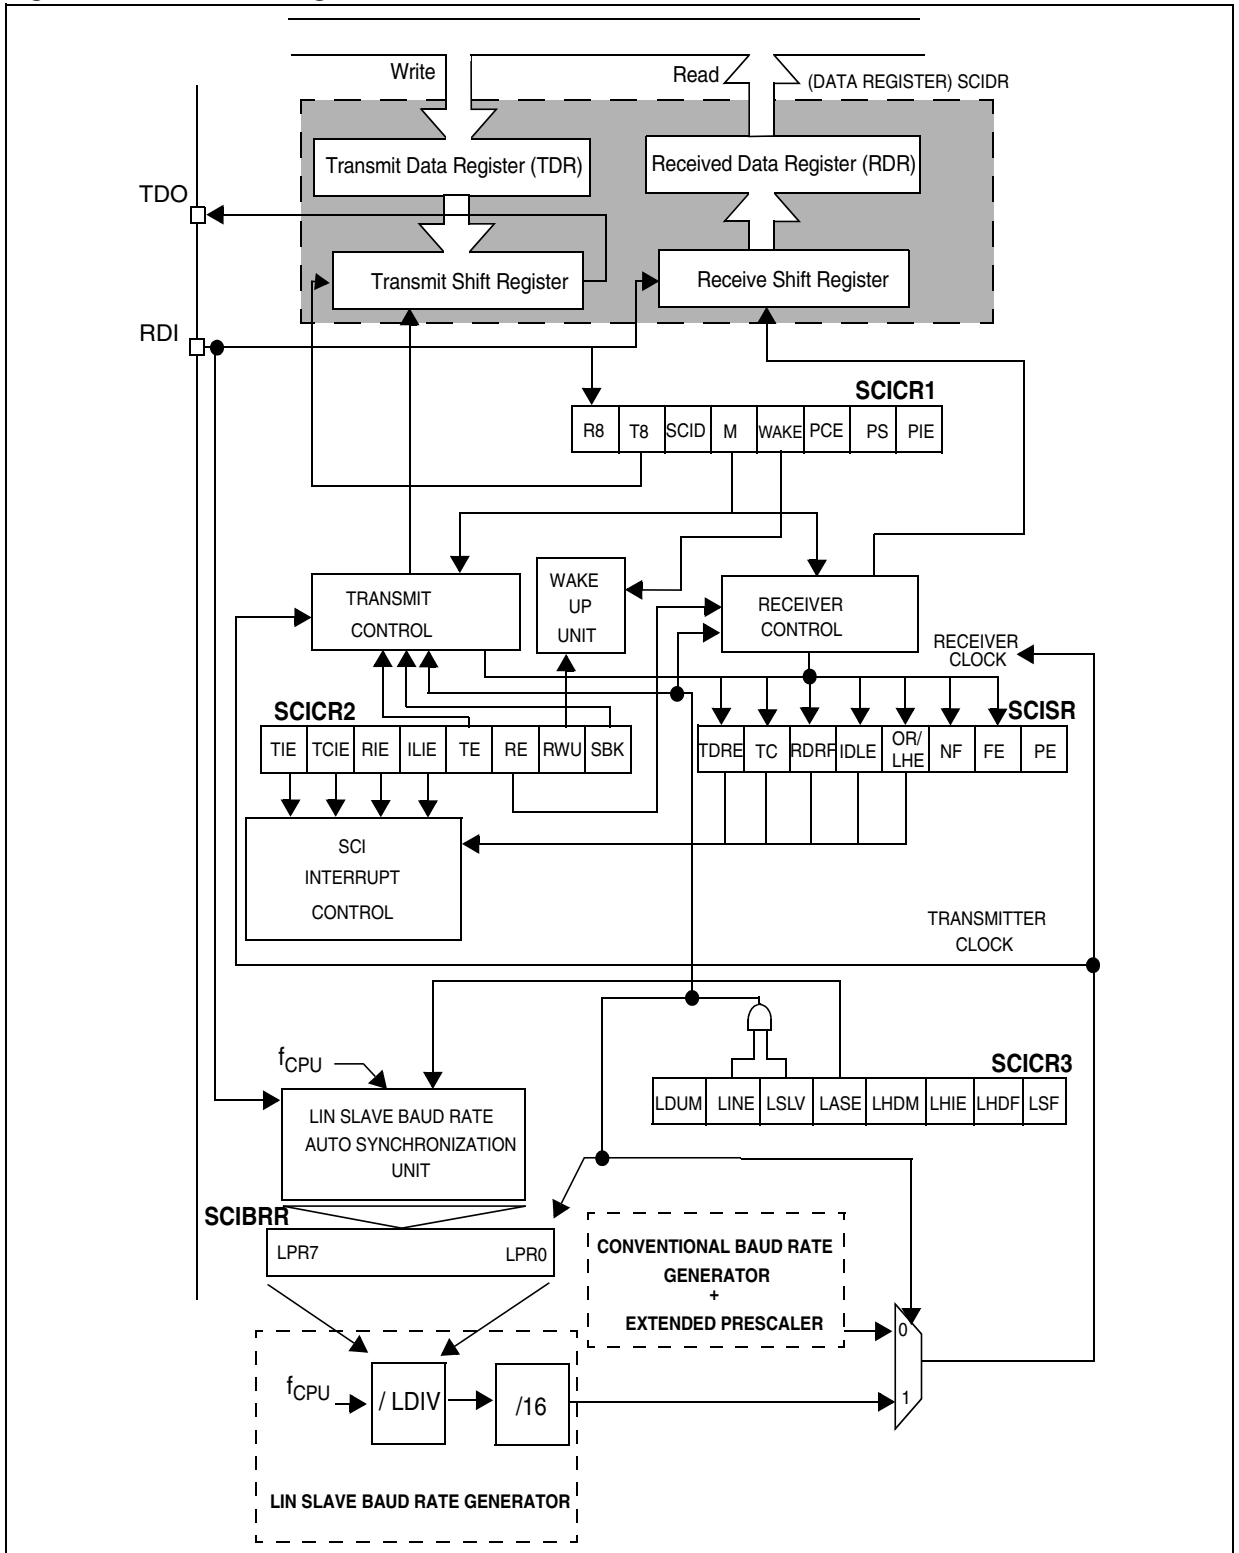 Write
Read
(DATA REGISTER) SCIDR
Transmit Data Register (TDR)
Received Data Register (RDR)
TDO
Transmit Shift Register
Receive Shift Register
RDI
SCICR1
R8 T8 SCID M WAKE PCE PS PIE
TRANSMIT
CONTROL
WAKE
UP
UNIT
RECEIVER
CONTROL
RECEIVER
CLOCK
SCICR2
TIE TCIE RIE ILIE TE RE RWU SBK
SCISR
TDRE TC RDRF IDLE OR/
LHE NF FE PE
SCI
INTERRUPT
CONTROL
TRANSMITTER
CLOCK
fCPU
SCICR3
LDUM LINE LSLV LASE LHDM LHIE LHDF LSF
LIN SLAVE BAUD RATE
AUTO SYNCHRONIZATION
UNIT
SCIBRR
LPR7 LPR0
CONVENTIONAL BAUD RATE
GENERATOR
+
EXTENDED PRESCALER
0
1
fCPU
/ LDIV
/16
LIN SLAVE BAUD RATE GENERATOR